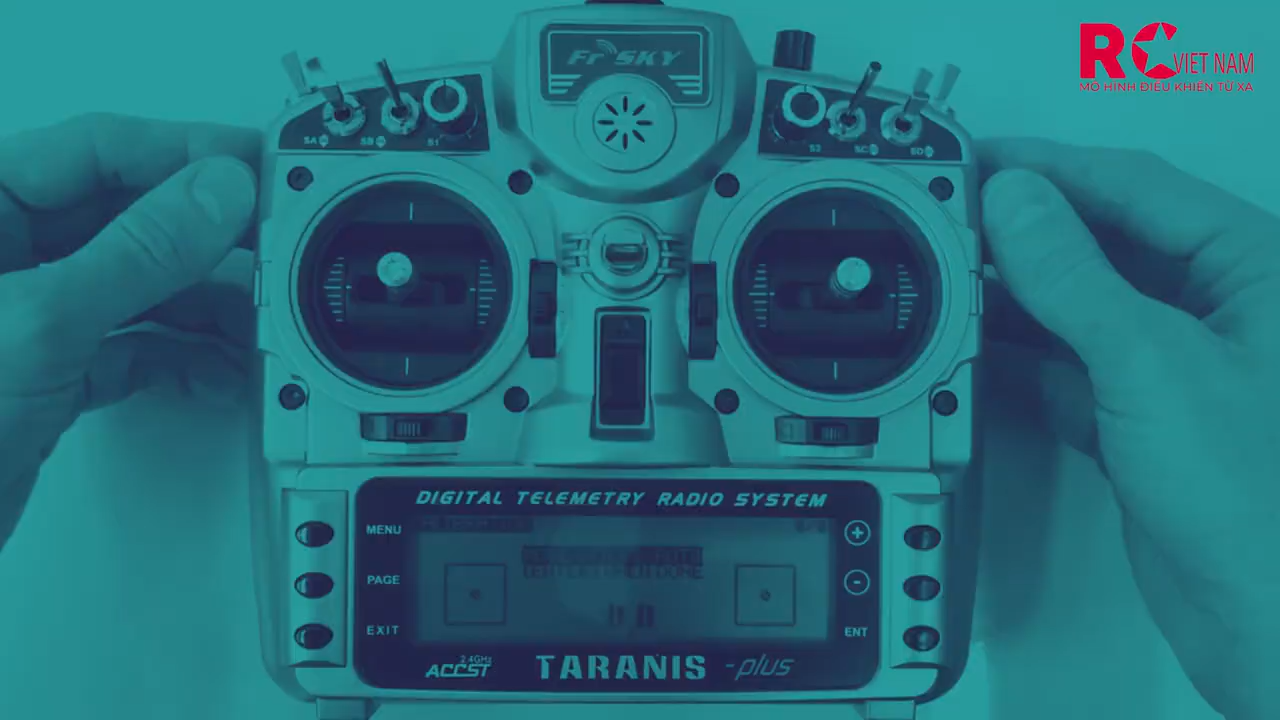 RC VIET NAM
MÔ HÌNH ĐIỀU KHIỂN TỪ XA
FrSKY
SA
SB
S1
S2
SC
SD
DIGITAL TELEMETRY RADIO SYSTEM
MENU
PAGE
EXIT
+
-
ENT
2.4GHz
ACCST
TARANIS -plus